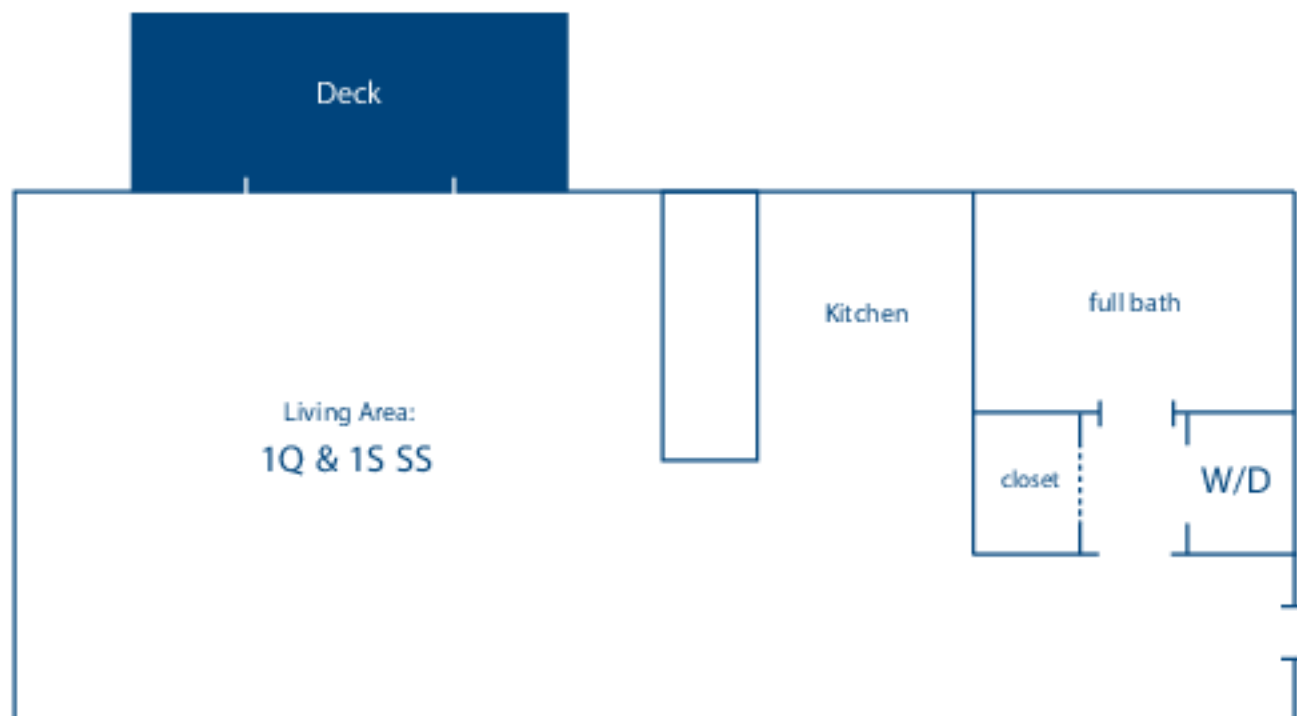 Deck
Kitchen
full bath
Living Area:
1Q & 1S SS
closet
W/D